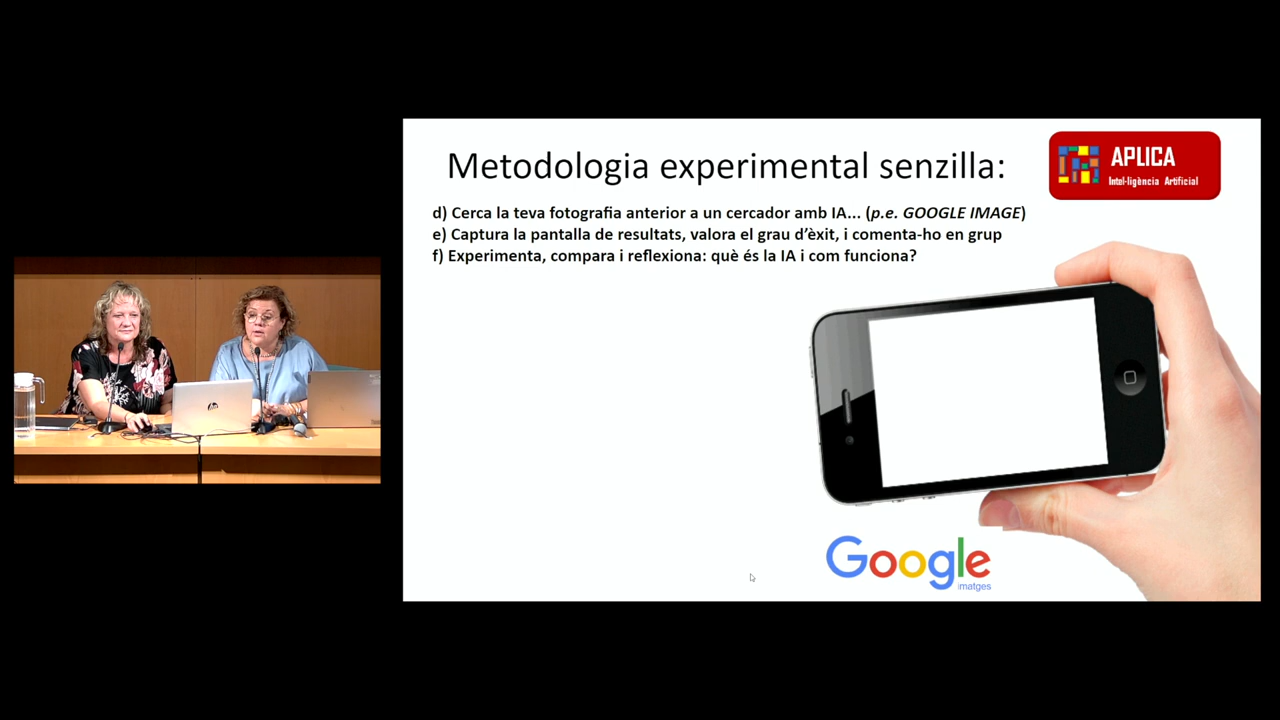 Metodologia experimental senzilla:
APLICA
Intel·ligència Artificial
d) Cerca la teva fotografia anterior a un cercador amb IA... (p.e. GOOGLE IMAGE)
e) Captura la pantalla de resultats, valora el grau d'èxit, i comenta-ho en grup
f) Experimenta, compara i reflexiona: què és la IA i com funciona?
hp
Google
imatges